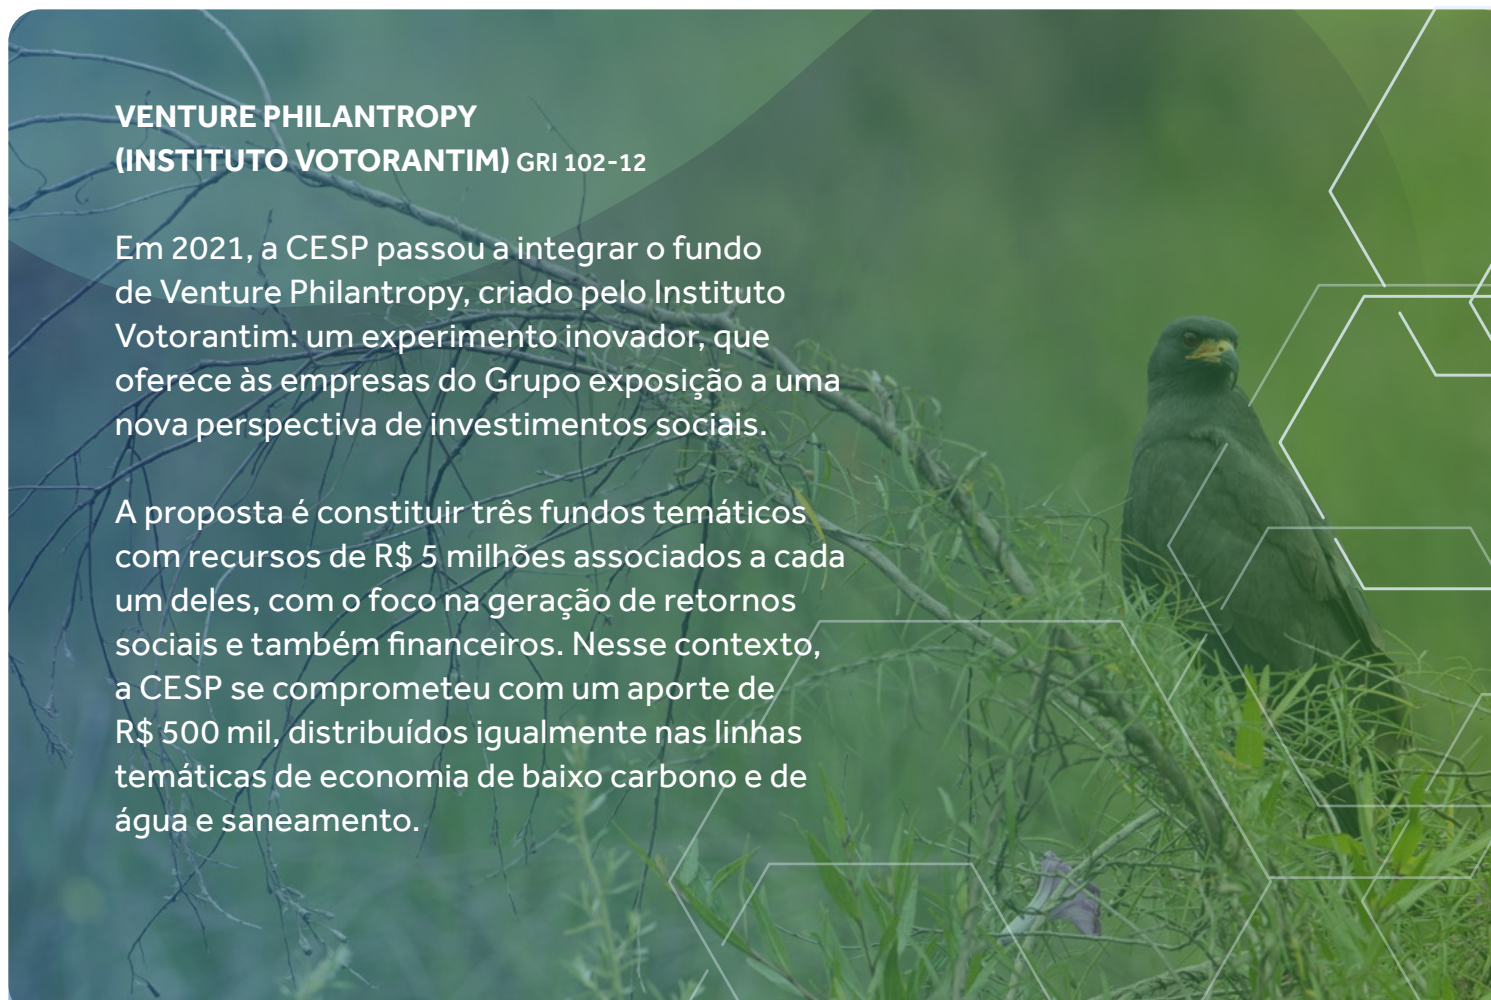 VENTURE PHILANTROPY
(INSTITUTO VOTORANTIM) GRI 102-12
Em 2021, a CESP passou a integrar o fundo
de Venture Philantropy, criado pelo Instituto
Votorantim: um experimento inovador, que
oferece às empresas do Grupo exposição a uma
nova perspectiva de investimentos sociais.
A proposta é constituir três fundos temáticos
com recursos de R$ 5 milhões associados a cada
um deles, com o foco na geração de retornos
sociais e também financeiros. Nesse contexto,
a CESP se comprometeu com um aporte de
R$ 500 mil, distribuídos igualmente nas linhas
temáticas de economia de baixo carbono e de
água e saneamento.